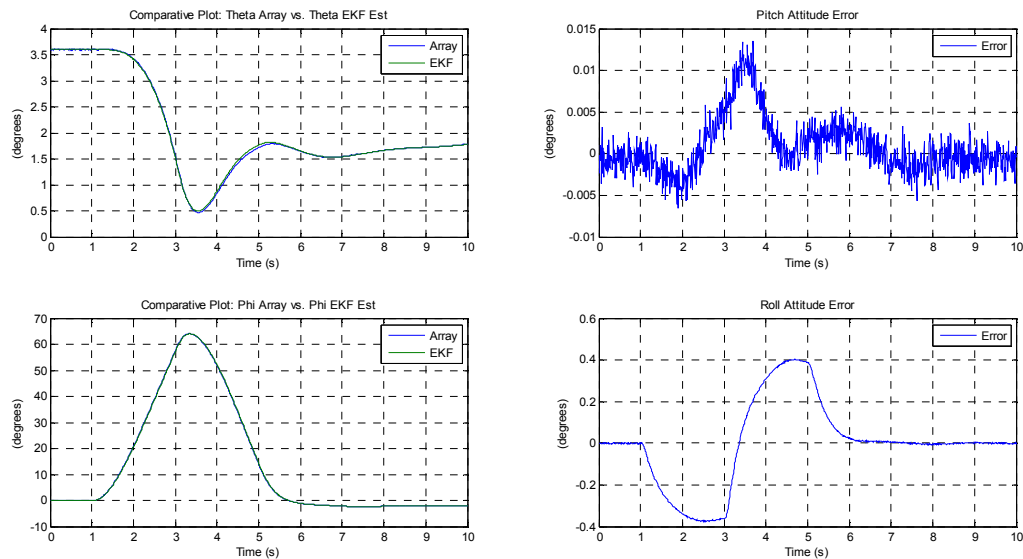 Comparative Plot: Theta Array vs. Theta EKF Est
(degrees)
4
3.5
3
2.5
2
1.5
1
0.5
0
Array
EKF
0 1 2 3 4 5 6 7 8 9 10
Time (s)
Pitch Attitude Error
(degrees)
0.015
0.01
0.005
0
-0.005
-0.01
Error
0 1 2 3 4 5 6 7 8 9 10
Time (s)
Comparative Plot: Phi Array vs. Phi EKF Est
(degrees)
70
60
50
40
30
20
10
0
-10
Array
EKF
0 1 2 3 4 5 6 7 8 9 10
Time (s)
Roll Attitude Error
(degrees)
0.6
0.4
0.2
0
-0.2
-0.4
Error
0 1 2 3 4 5 6 7 8 9 10
Time (s)